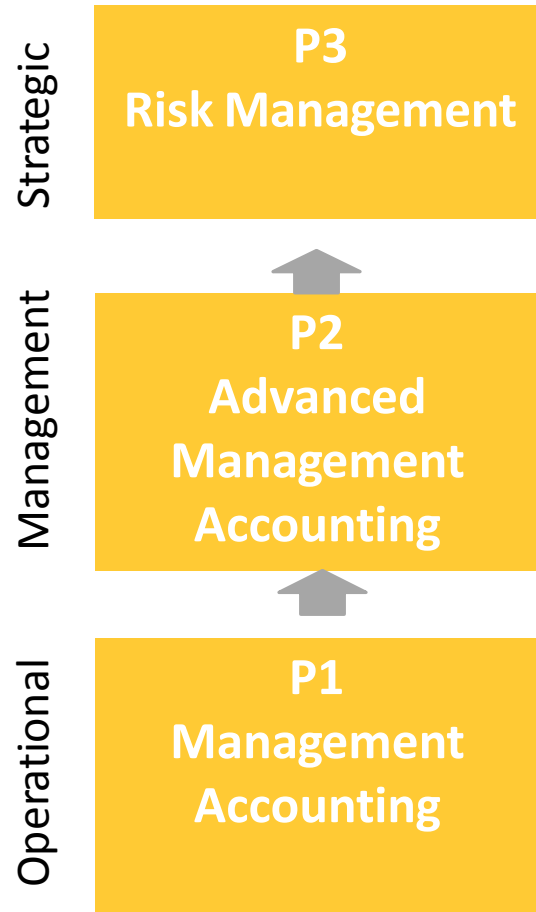 Strategic
P3
Risk Management
Management
P2
Advanced
Management
Accounting
Operational
P1
Management
Accounting